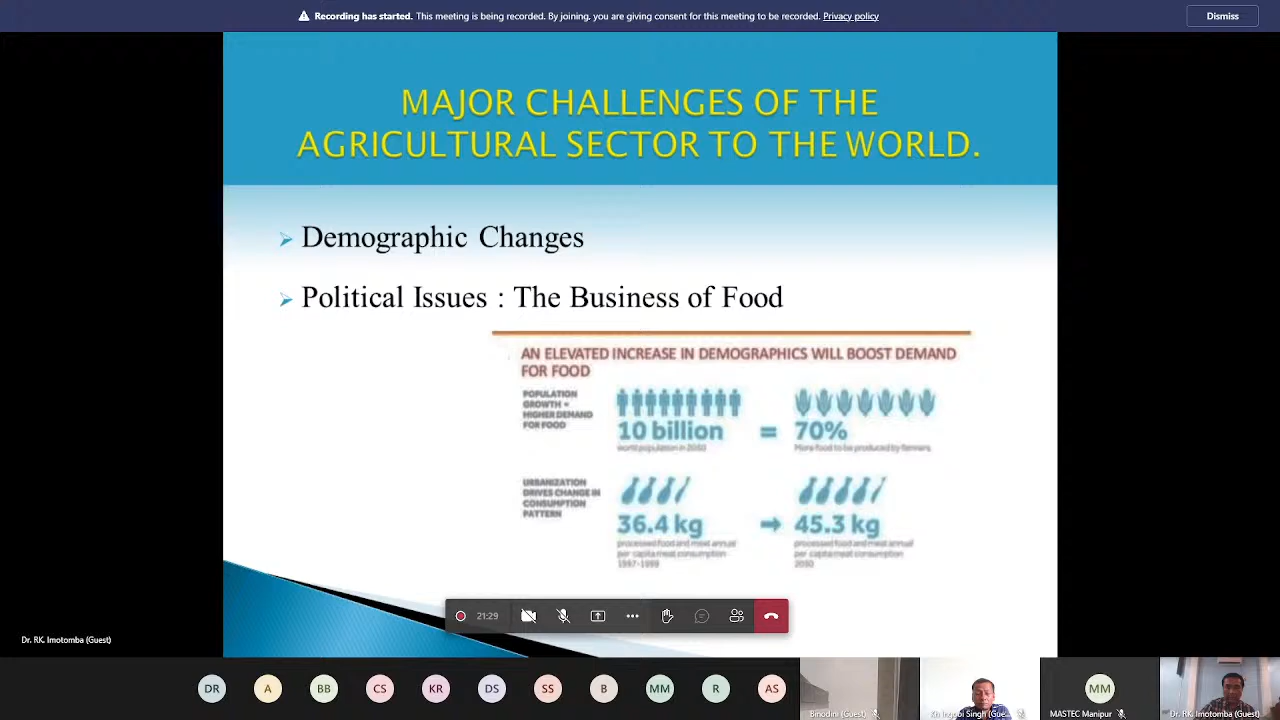 Recording has started. This meeting is being recorded. By joining, you are giving consent for this meeting to be recorded. Privacy policy
Dismiss
MAJOR CHALLENGES OF THE
AGRICULTURAL SECTOR TO THE WORLD.
Demographic Changes
Political Issues : The Business of Food
AN ELEVATED INCREASE IN DEMOGRAPHICS WILL BOOST DEMAND
FOR FOOD
POPULATION
GROWTH =
HIGHER DEMAND
FOR FOOD
10 billion
world population in
=
70%
More food to be produced by farmers
URBANIZATION
DRIVES CHANGE IN
CONSUMPTION
PATTERN
36.4 kg
processed food and meat annual
per capita meat consumption
1997-1999
45.3 kg
processed food and meat annual
per capita meat consumption
21:29
Dr. RK. Imotomba (Guest)
DR
A
BB
CS
KR
DS
SS
B
MM
R
AS
MM
Binodini (Guest)
Kh Ingobi Singh (Gue...
MASTEC Manipur
Dr. RK. Imotomba (Guest)